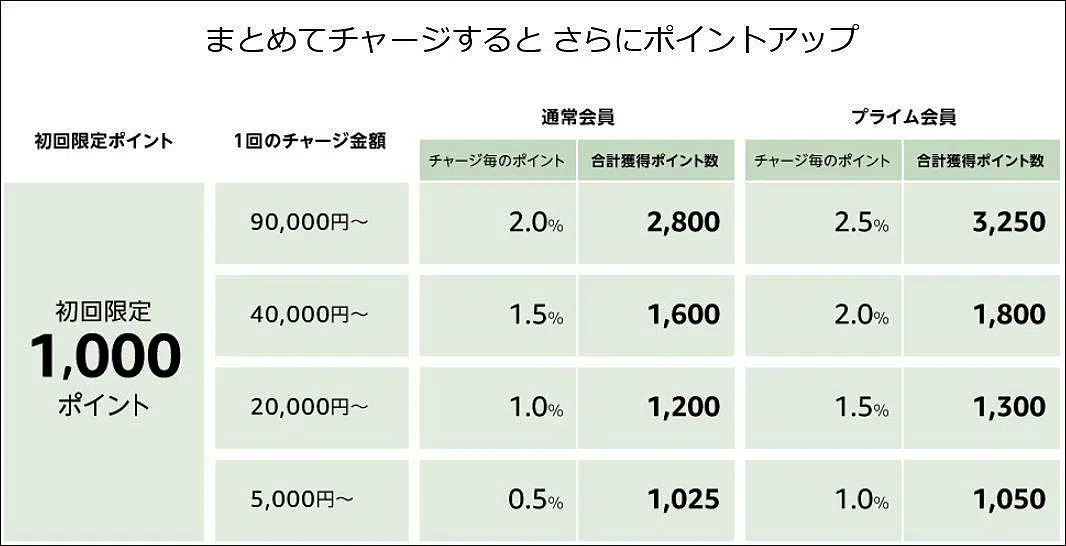 まとめてチャージすると さらにポイントアップ
初回限定ポイント
1回のチャージ金額
通常会員
プライム会員
チャージ毎のポイント 合計獲得ポイント数 チャージ毎のポイント 合計獲得ポイント数
初回限定
1,000
ポイント
90,000円～ 2.0% 2,800 2.5% 3,250
40,000円～ 1.5% 1,600 2.0% 1,800
20,000円～ 1.0% 1,200 1.5% 1,300
5,000円～ 0.5% 1,025 1.0% 1,050